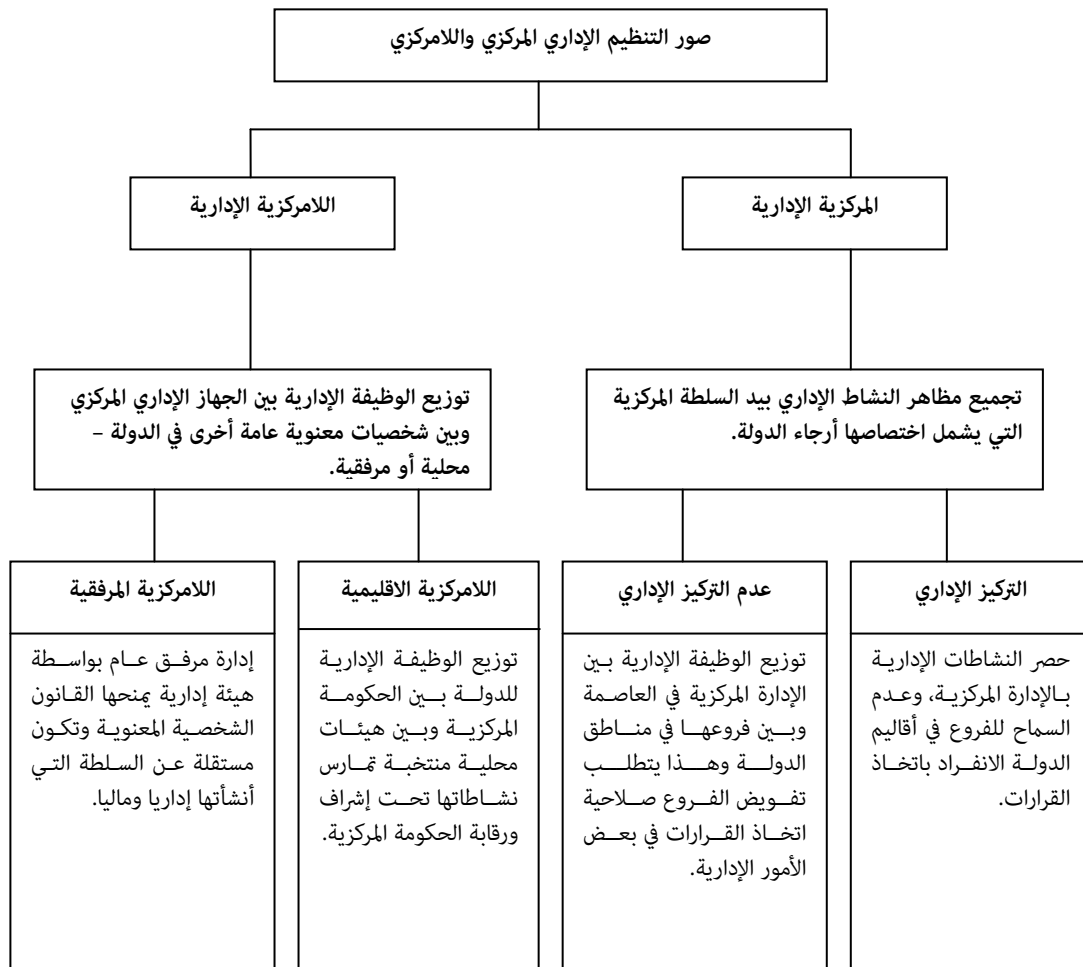 صور التنظيم الإداري المركزي واللامركزي
المركزية الإدارية
اللامركزية الإدارية
تجميع مظاهر النشاط الإداري بيد السلطة المركزية
التي يشمل اختصاصها أرجاء الدولة.
توزيع الوظيفة الإدارية بين الجهاز الإداري المركزي
وبين شخصيات معنوية عامة أخرى في الدولة –
محلية أو مرفقية.
التركيز الإداري
حصر النشاطات الإدارية
بالإدارة المركزية، وعدم
السماح للفروع في أقاليم
الدولة الانفراد باتخاذ
القرارات.
عدم التركيز الإداري
توزيع الوظيفة الإدارية بين
الإدارة المركزية في العاصمة
وبين فروعها في مناطق
الدولة وهذا يتطلب
تفويض الفروع صلاحية
اتخاذ القرارات في بعض
الأمور الإدارية.
اللامركزية الاقليمية
توزيع الوظيفة الإدارية
للدولة بين الحكومة
المركزية وبين هيئات
محلية منتخبة تمارس
نشاطاتها تحت إشراف
ورقابة الحكومة المركزية.
اللامركزية المرفقية
إدارة مرفق عام بواسطة
هيئة إدارية يمنحها القانون
الشخصية المعنوية وتكون
مستقلة عن السلطة التي
أنشأتها إداريا وماليا.